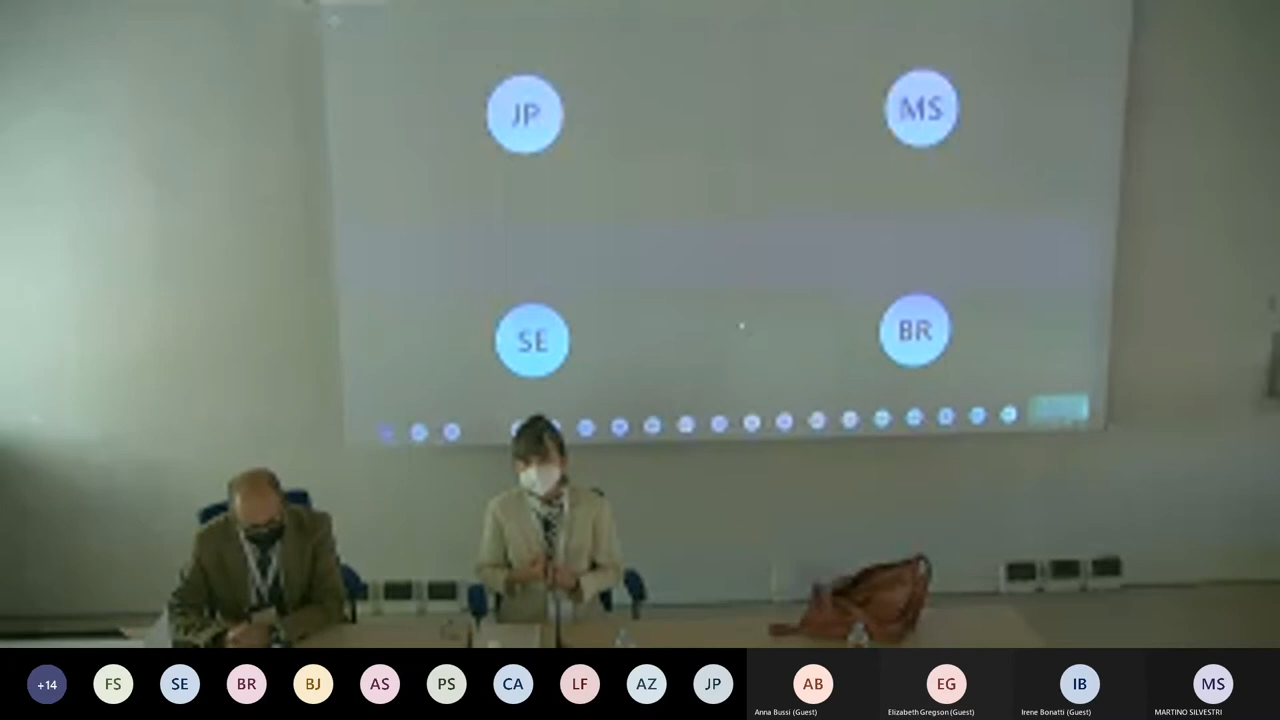 JP
MS
SE
BR
+14
FS
SE
BR
BJ
AS
PS
CA
LF
AZ
JP
AB
EG
IB
MS
Anna Bussi (Guest)
Elizabeth Gregson (Guest)
Irene Bonatti (Guest)
MARTINO SILVESTRI